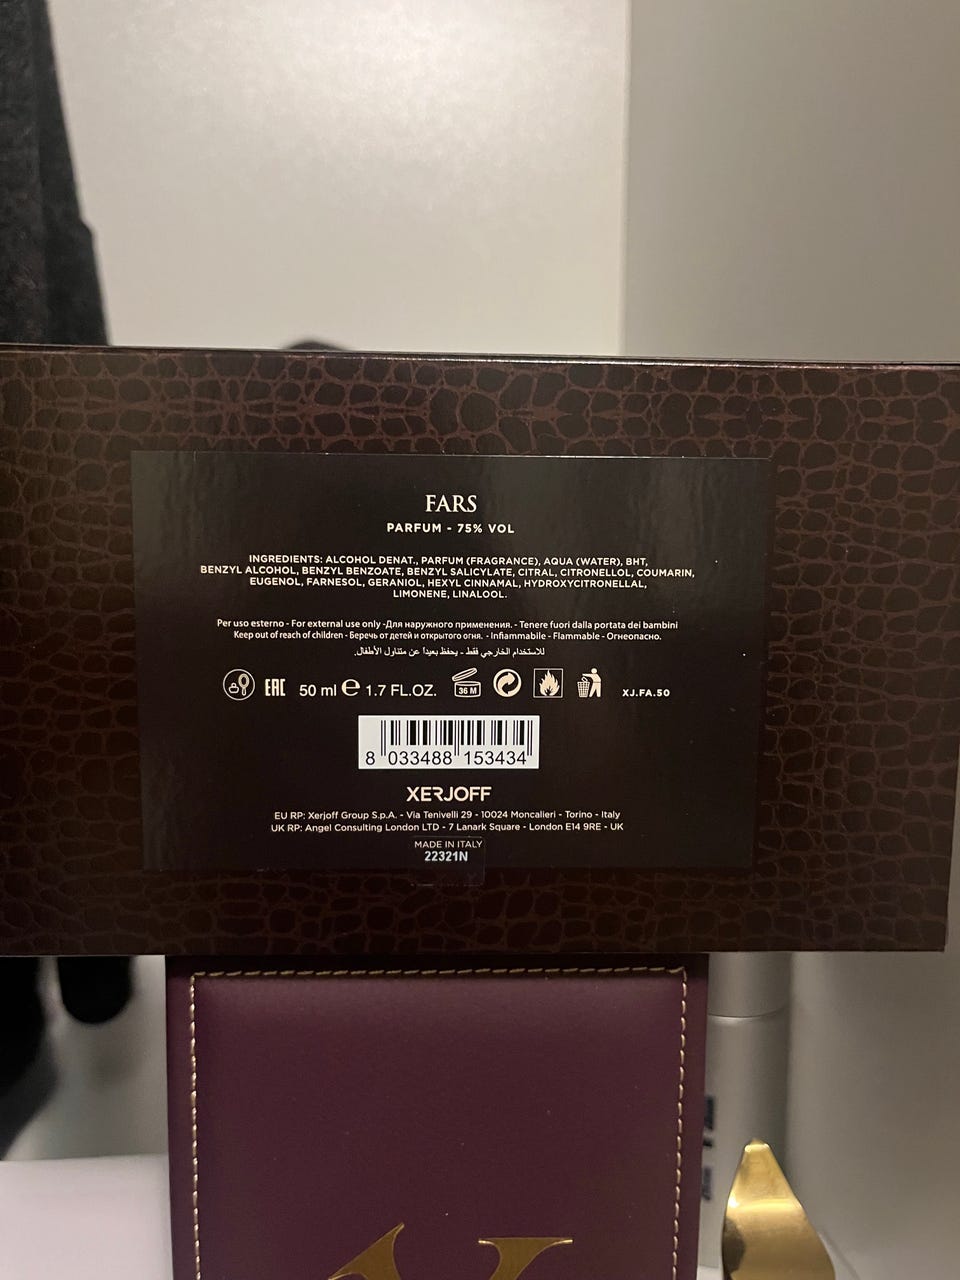 FARS
PARFUM - 75% VOL
INGREDIENTS: ALCOHOL DENAT., PARFUM (FRAGRANCE), AQUA (WATER), BHT,
BENZYL ALCOHOL, BENZYL BENZOATE, BENZYL SALICYLATE, CITRAL, CITRONELLOL, COUMARIN,
EUGENOL, FARNESOL, GERANIOL, HEXYL CINNAMAL, HYDROXYCITRONELLAL,
LIMONENE, LINALOOL.
Per uso esterno - For external use only -Для наружного применения. - Tenere fuori dalla portata dei bambini
Keep out of reach of children - Беречь от детей и открытого огня. - Infiammabile - Flammable - Огнеопасно.
للاستخدام الخارجي فقط - يحفظ بعيداً عن متناول الأطفال.
EAC 50 ml e 1.7 FL.OZ. 36 M XJ.FA.50
8 033488 153434
XERJOFF
EU RP: Xerjoff Group S.p.A. - Via Tenivelli 29 - 10024 Moncalieri - Torino - Italy
UK RP: Angel Consulting London LTD - 7 Lanark Square - London E14 9RE - UK
MADE IN ITALY
22321N